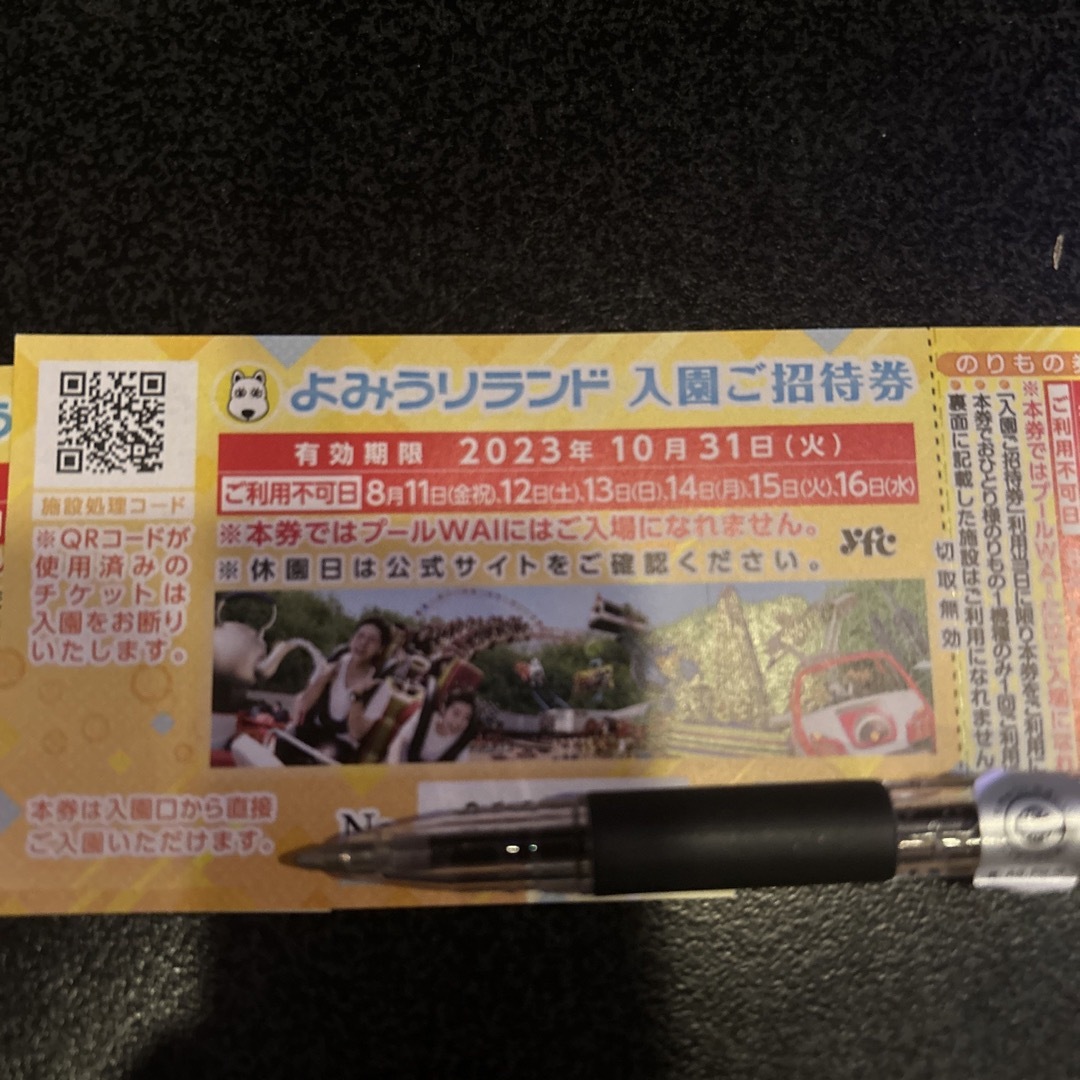 よみうりランド 入園ご招待券
有効期限 2023年 10月 31日(火)
ご利用不可日 8月11日(金祝)、12日(土)、13日(日)、14日(月)、15日(火)、16日(水)
※本券ではプールWAIにはご入場になれません。
※休園日は公式サイトをご確認ください。
yfc
施設処理コード
※QRコードが
使用済みの
チケットは
入園をお断り
いたします。
本券は入園口から直接
ご入園いただけます。
切取無効
のりもの
ご利用不可日
※本券ではプールWA
「入園ご招待券」利用当日に限り本券をご利用
本券でおひとり様のりもの1機種のみ1回ご利用
裏面に記載した施設はご利用になれません